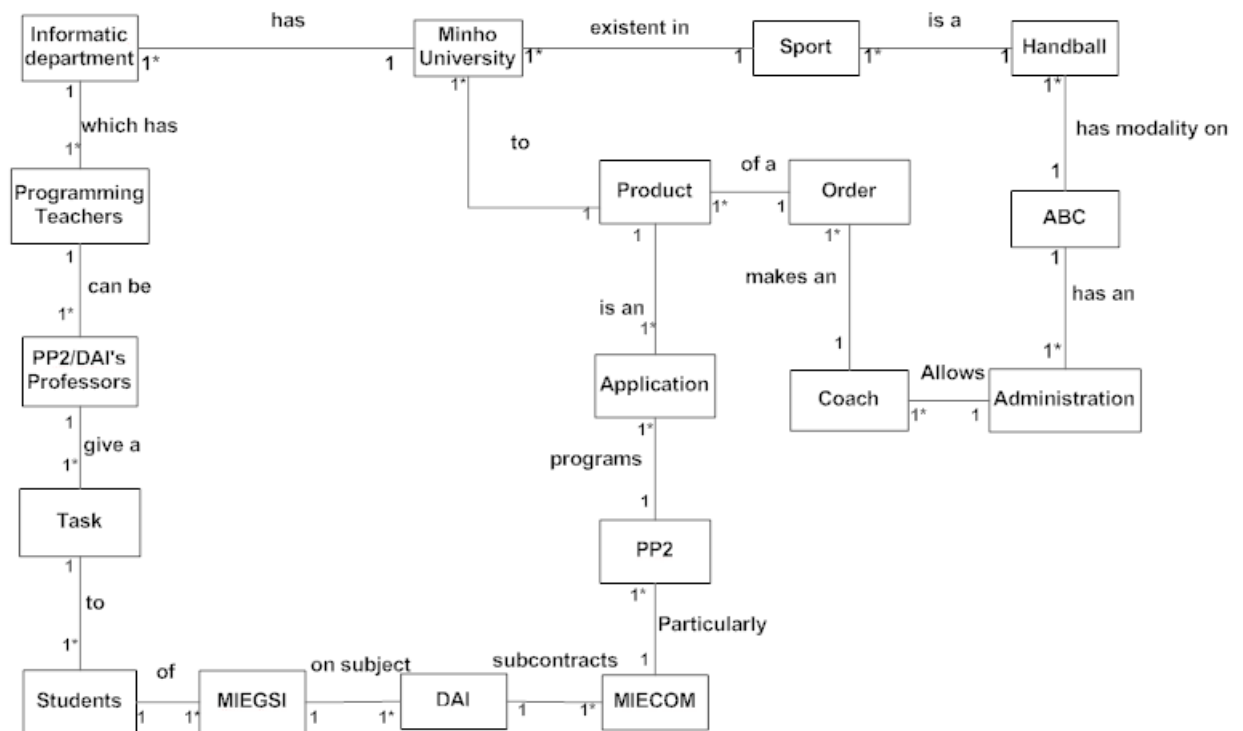 has
existent in
is a
Informatic
department
Minho
University
Sport
Handball
1*
1
1*
1
1*
1
1
1*
1*
which has
to
of a
has modality on
1*
1
Programming
Teachers
Product
Order
ABC
1
1*
1
1
1
1*
1
can be
makes an
has an
is an
1*
1*
1
1*
PP2/DAI's
Professors
Application
Coach
Allows
Administration
1*
1
1
1*
give a
programs
1*
1
Task
PP2
1
1*
to
Particularly
1*
1
of
on subject
subcontracts
Students
MIEGSI
DAI
MIECOM
1
1*
1
1*
1
1*